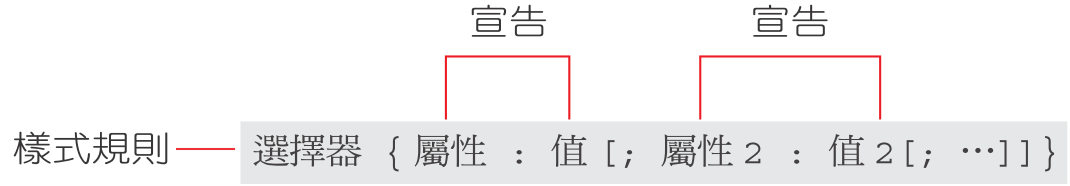 宣告 宣告
樣式規則 選擇器 { 屬性 : 值 [; 屬性2 : 值2[; …]]}